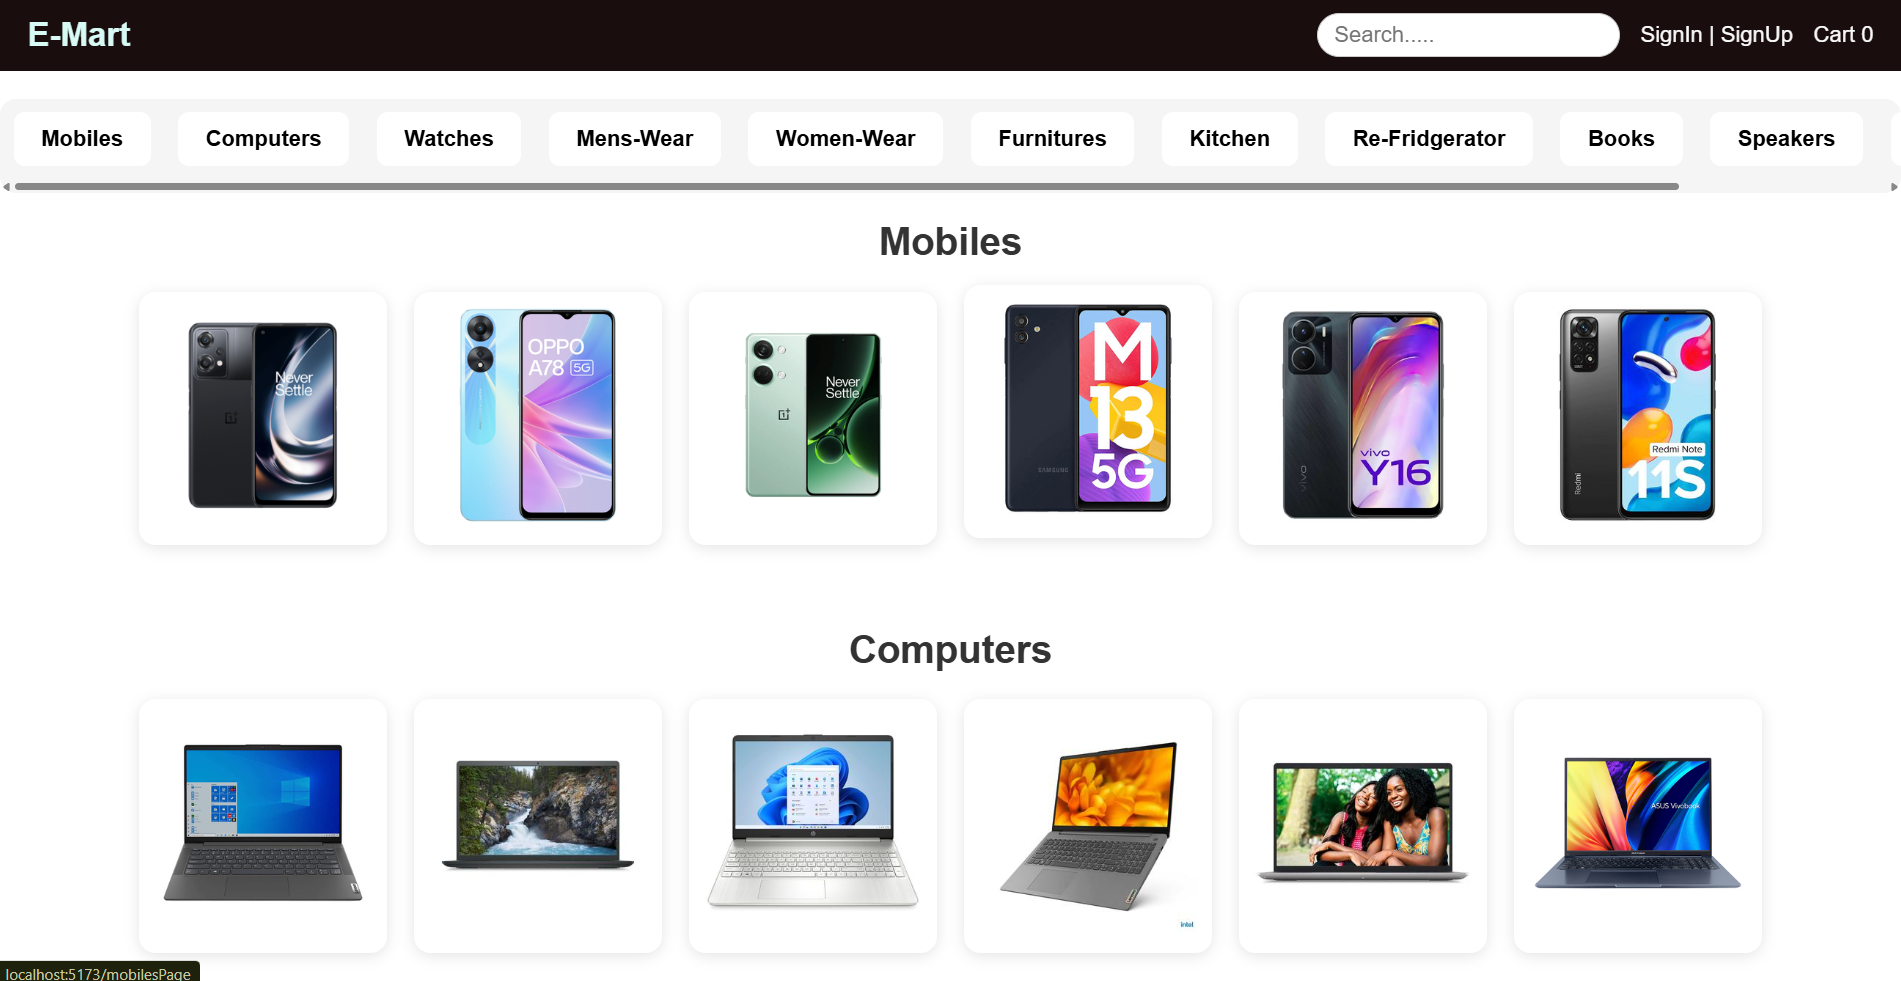 E-Mart
Search.....
SignIn | SignUp
Cart 0
Mobiles
Computers
Watches
Mens-Wear
Women-Wear
Furnitures
Kitchen
Re-Fridgerator
Books
Speakers
Mobiles
Never
Settle
OPPO
A78 5G
Never
Settle
SAMSUNG
M
13
5G
vivo
vivo
Y16
Redmi
Redmi Note
11S
Computers
intel
ASUS Vivobook
localhost:5173/mobilesPage